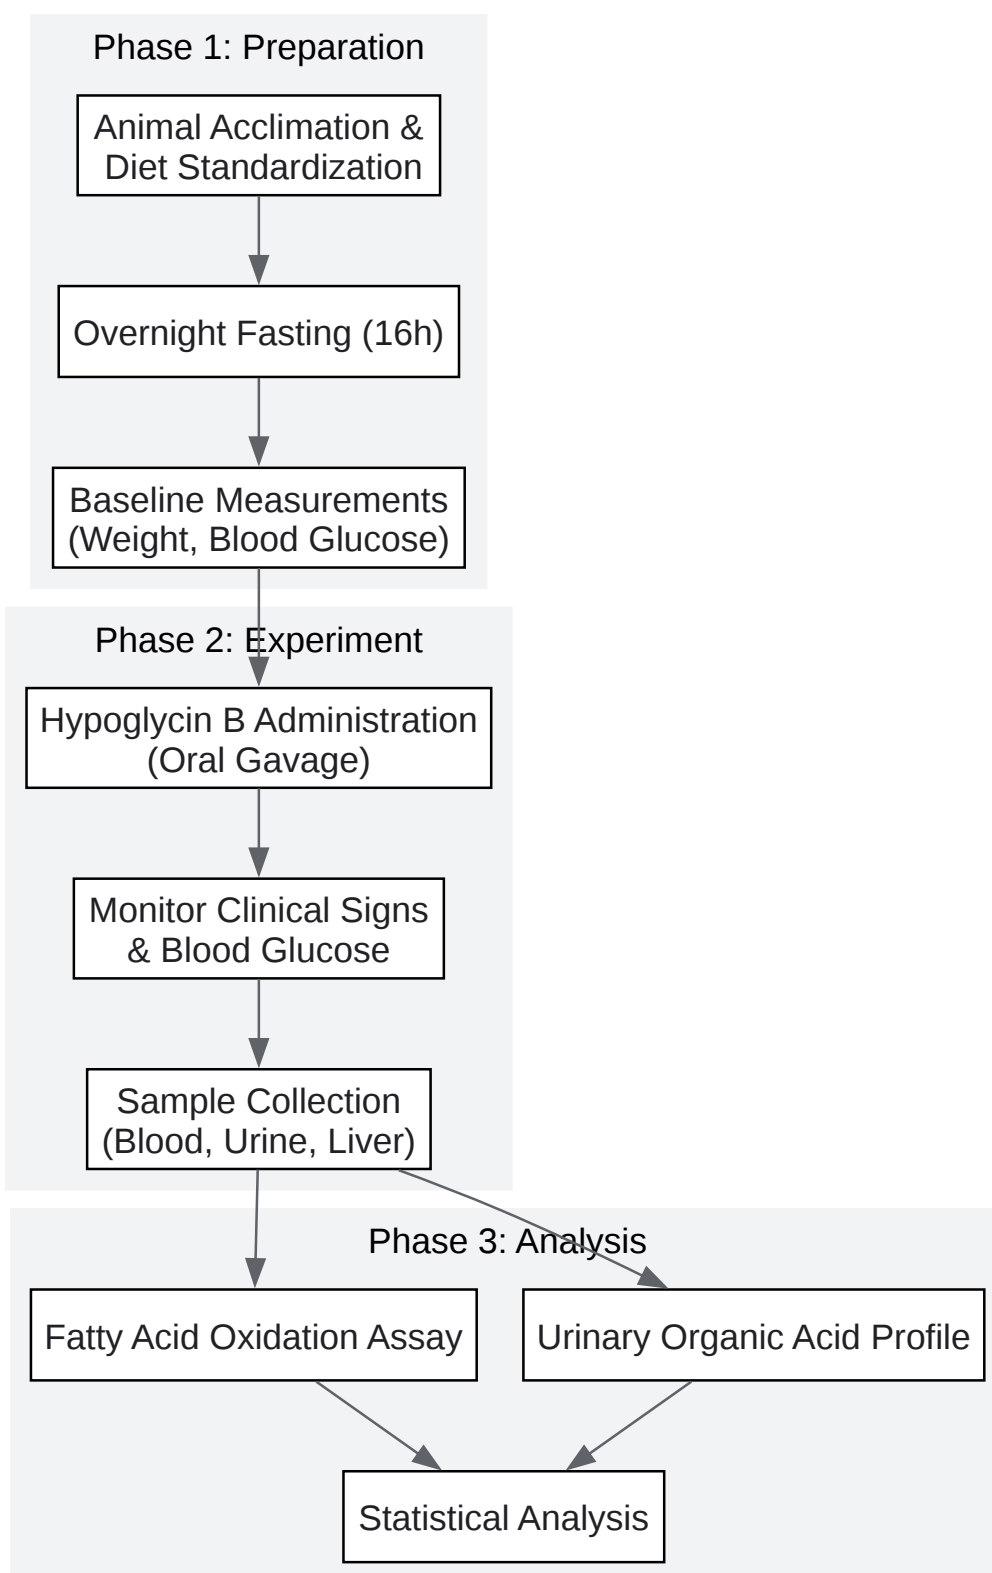 Phase 1: Preparation
Animal Acclimation &
Diet Standardization
Overnight Fasting (16h)
Baseline Measurements
(Weight, Blood Glucose)
Phase 2: Experiment
Hypoglycin B Administration
(Oral Gavage)
Monitor Clinical Signs
& Blood Glucose
Sample Collection
(Blood, Urine, Liver)
Phase 3: Analysis
Fatty Acid Oxidation Assay
Urinary Organic Acid Profile
Statistical Analysis